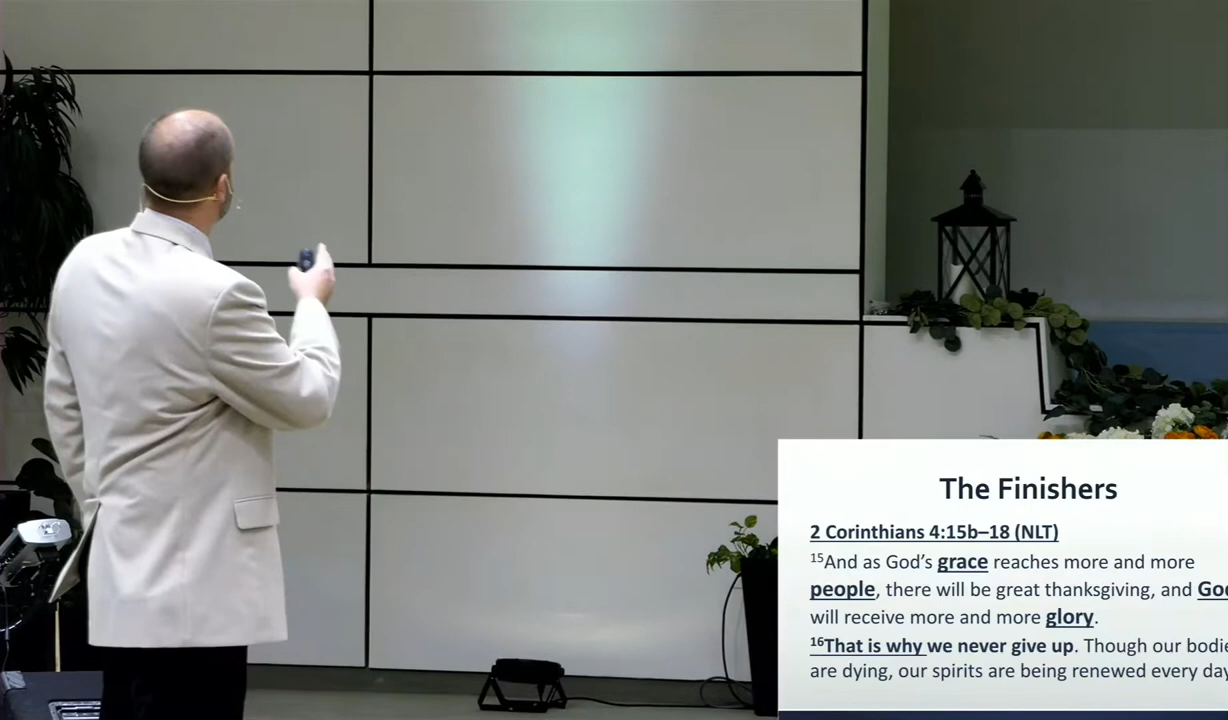 The Finishers
2 Corinthians 4:15b–18 (NLT)
15And as God's grace reaches more and more
people, there will be great thanksgiving, and
will receive more and more glory.
16That is why we never give up. Though our
are dying, our spirits are being renewed every